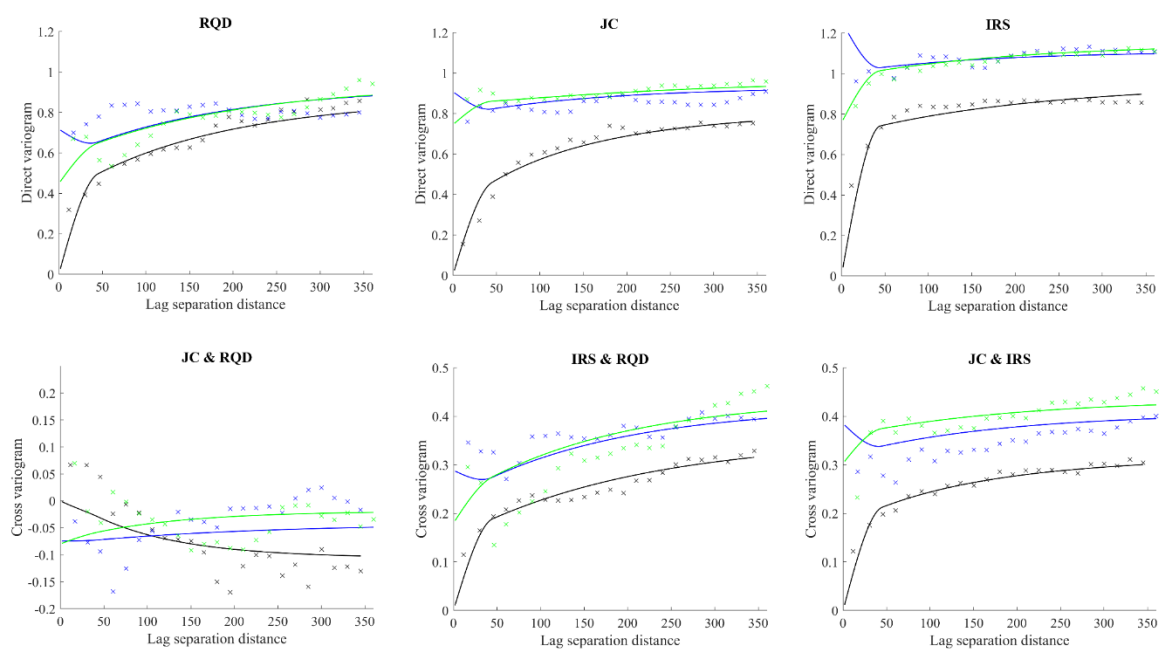 RQD
JC
IRS
1.2
1
0.8
0.6
0.4
0.2
0
Direct variogram
0 50 100 150 200 250 300 350
Lag separation distance
1.2
1
0.8
0.6
0.4
0.2
0
Direct variogram
0 50 100 150 200 250 300 350
Lag separation distance
1.2
1
0.8
0.6
0.4
0.2
0
Direct variogram
0 50 100 150 200 250 300 350
Lag separation distance
JC & RQD
IRS & RQD
JC & IRS
0.2
0.15
0.1
0.05
0
-0.05
-0.1
-0.15
-0.2
Cross variogram
0 50 100 150 200 250 300 350
Lag separation distance
0.5
0.4
0.3
0.2
0.1
0
Cross variogram
0 50 100 150 200 250 300 350
Lag separation distance
0.5
0.4
0.3
0.2
0.1
0
Cross variogram
0 50 100 150 200 250 300 350
Lag separation distance